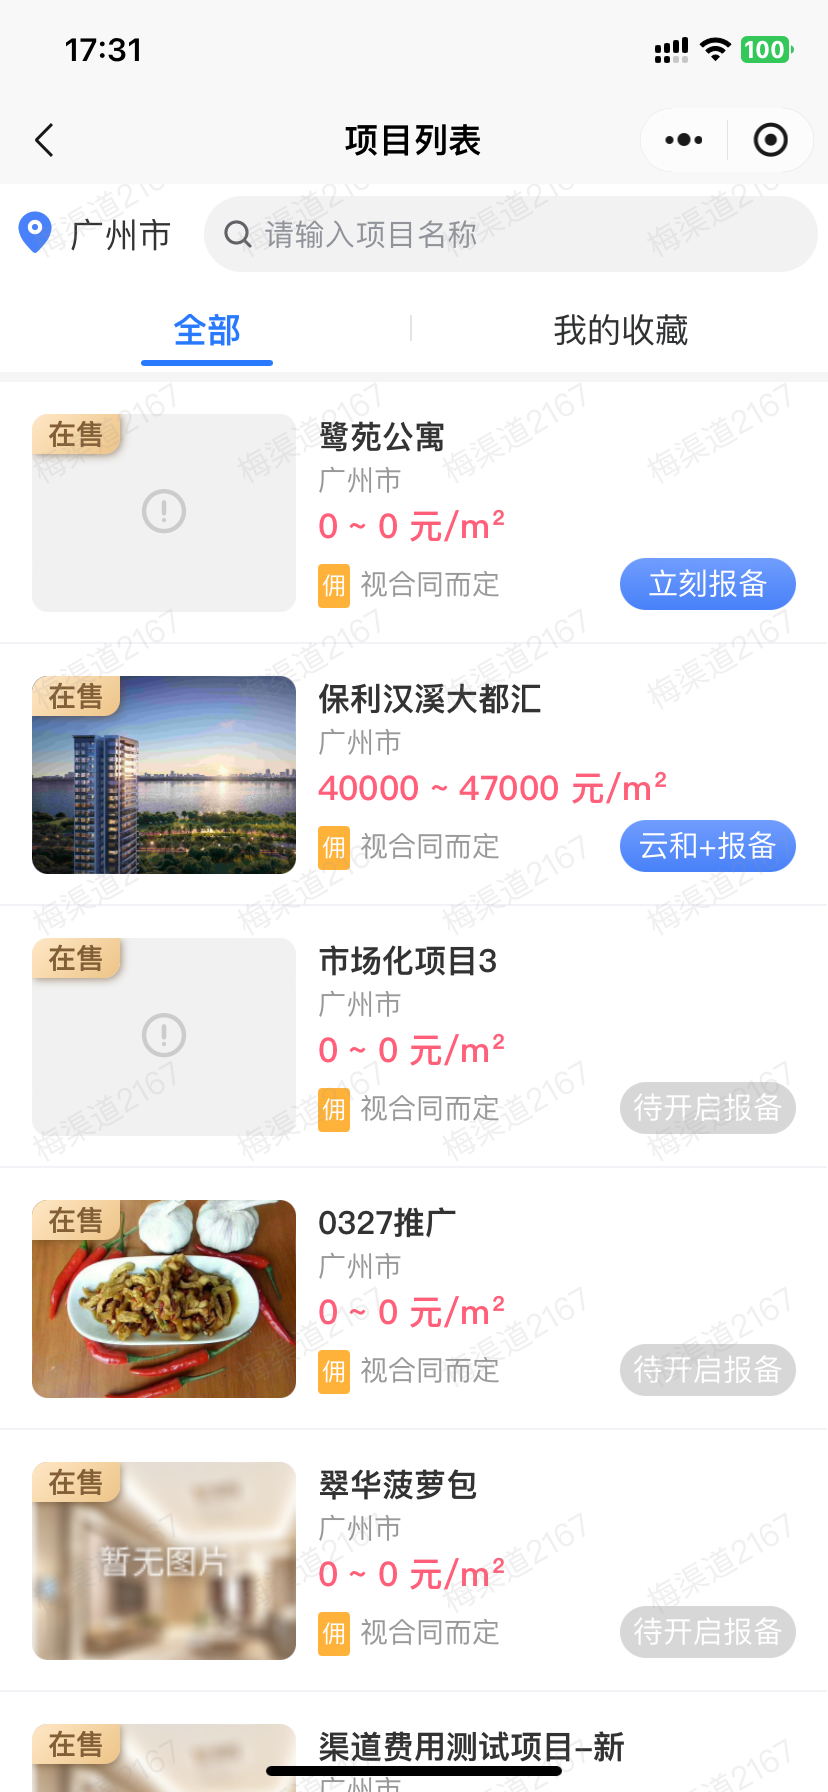 17:31
100
项目列表
广州市
请输入项目名称
全部
我的收藏
在售
鹭苑公寓
广州市
0 ~ 0 元/m²
佣 视合同而定
立刻报备
在售
保利汉溪大都汇
广州市
40000 ~ 47000 元/m²
佣 视合同而定
云和+报备
在售
市场化项目3
广州市
0 ~ 0 元/m²
佣 视合同而定
待开启报备
在售
0327推广
广州市
0 ~ 0 元/m²
佣 视合同而定
待开启报备
在售
暂无图片
翠华菠萝包
广州市
0 ~ 0 元/m²
佣 视合同而定
待开启报备
在售
渠道费用测试项目-新
广州市
梅渠道2167